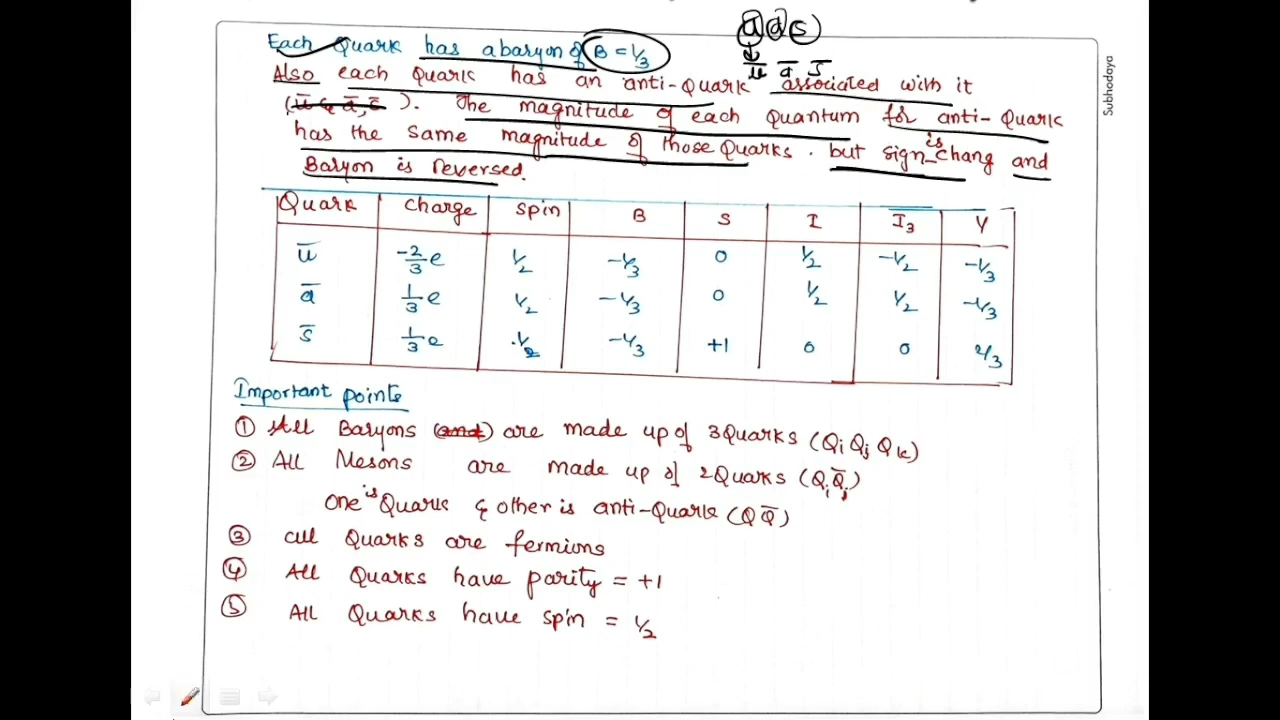 u d s
Each Quark has a baryon of B = 1/3
ū d̄ s̄
Also each Quark has an anti-Quark associated with it
(ū & d̄, s̄ ). The magnitude of each quantum for anti-Quark
has the same magnitude of those Quarks. but sign is chang and
Baryon is reversed.
Quark charge spin B S I I3 Y
ū -2/3 e 1/2 -1/3 0 1/2 -1/2 -1/3
d̄ 1/3 e 1/2 -1/3 0 1/2 1/2 -1/3
s̄ 1/3 e 1/2 -1/3 +1 0 0 2/3
Important points
① All Baryons (and) are made up of 3 Quarks (Qi Qj Qk)
② All Mesons are made up of 2 Quarks (Qi Q̄j)
One is Quark & other is anti-Quark (Q Q̄)
③ all Quarks are fermions
④ All Quarks have parity = +1
⑤ All Quarks have spin = 1/2
Subhodaya